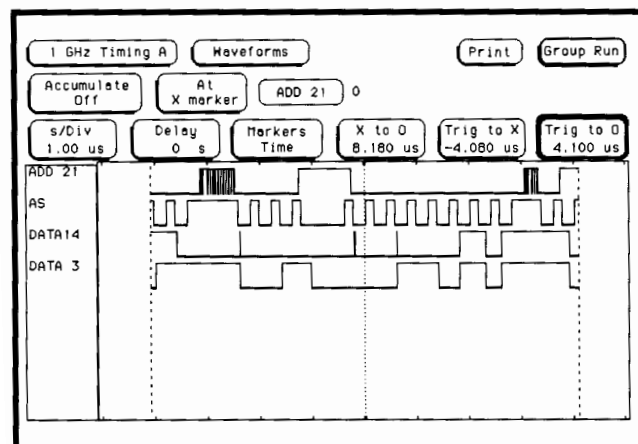 1 GHz Timing A Waveforms Print Group Run
Accumulate Off At X marker ADD 21 0
s/Div 1.00 us Delay 0 s Markers Time X to O 8.180 us Trig to X -4.080 us Trig to O 4.100 us
ADD 21
AS
DATA14
DATA 3